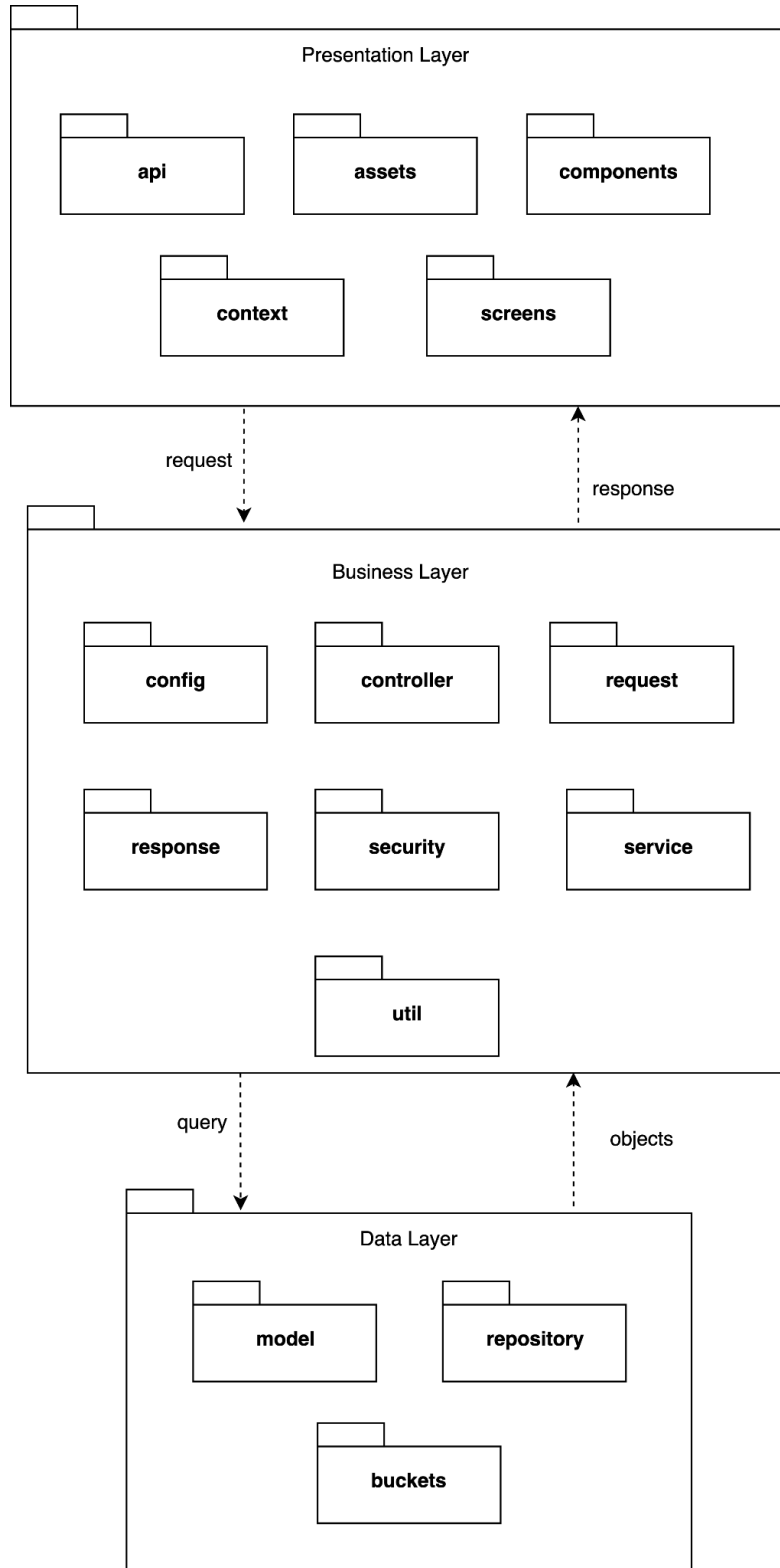 Presentation Layer
api
assets
components
context
screens
request
response
Business Layer
config
controller
request
response
security
service
util
query
objects
Data Layer
model
repository
buckets